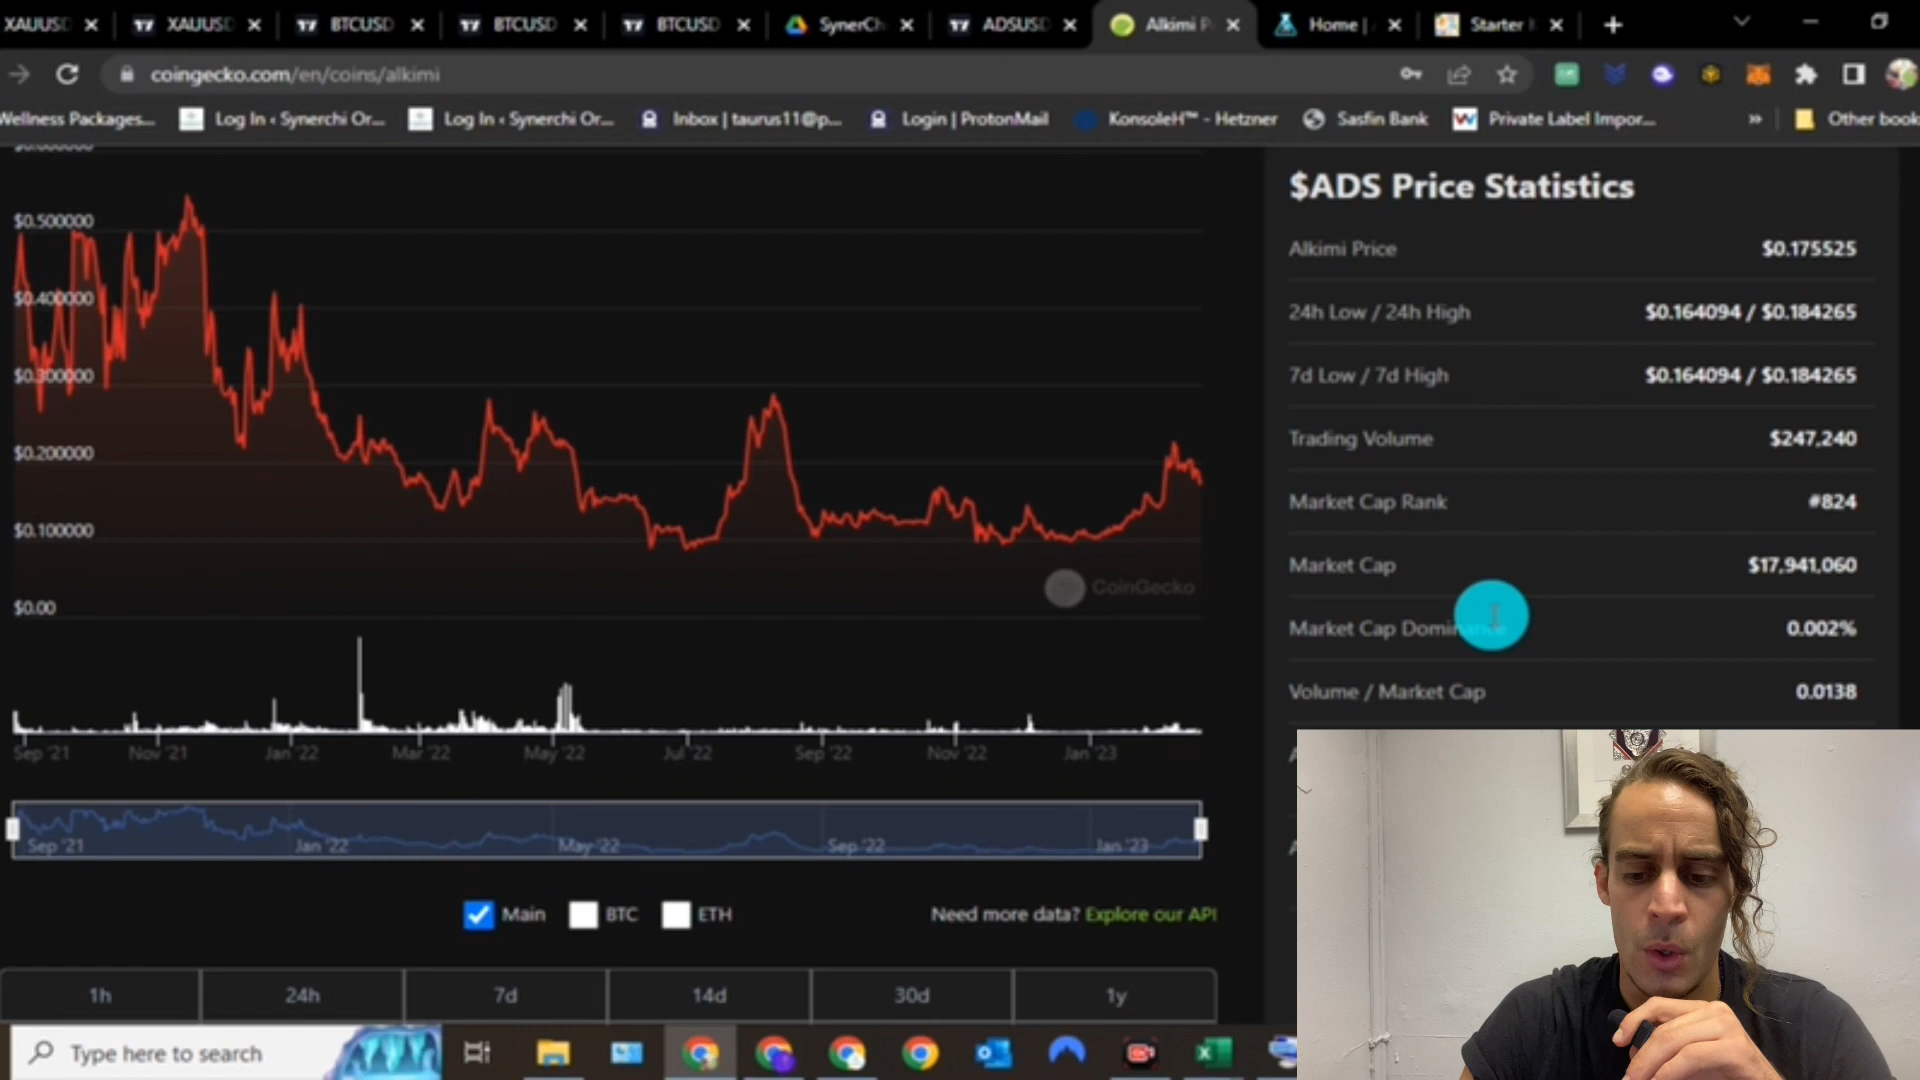 XAUUSD XAUUSD BTCUSD BTCUSD BTCUSD SynerCh ADSUSD Alkimi P Home | Starter
coingecko.com/en/coins/alkimi
Wellness Packages... Log In ‹ Synerchi Or... Log In ‹ Synerchi Or... Inbox | taurus11@p... Login | ProtonMail KonsoleH™ - Hetzner Sasfin Bank Private Label Impor... » Other book
$0.500000
$0.400000
$0.300000
$0.200000
$0.100000
$0.00
CoinGecko
Sep '21 Nov '21 Jan '22 Mar '22 May '22 Jul '22 Sep '22 Nov '22 Jan '23
Sep '21 Jan '22 May '22 Sep '22 Jan '23
Main BTC ETH Need more data? Explore our API
1h 24h 7d 14d 30d 1y
$ADS Price Statistics
Alkimi Price $0.175525
24h Low / 24h High $0.164094 / $0.184265
7d Low / 7d High $0.164094 / $0.184265
Trading Volume $247,240
Market Cap Rank #824
Market Cap $17,941,060
Market Cap Dominance 0.002%
Volume / Market Cap 0.0138
Type here to search